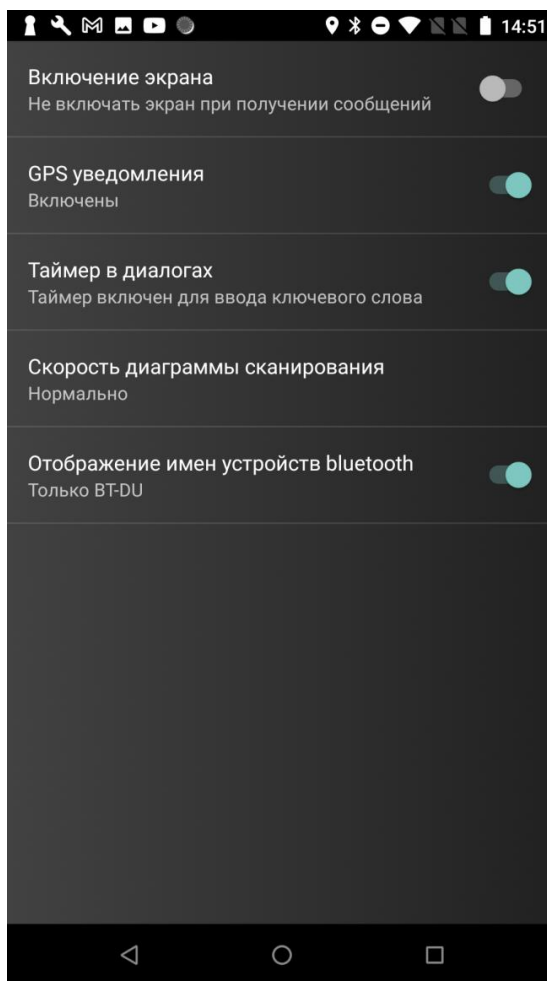 14:51
Включение экрана
Не включать экран при получении сообщений
GPS уведомления
Включены
Таймер в диалогах
Таймер включен для ввода ключевого слова
Скорость диаграммы сканирования
Нормально
Отображение имен устройств bluetooth
Только BT-DU